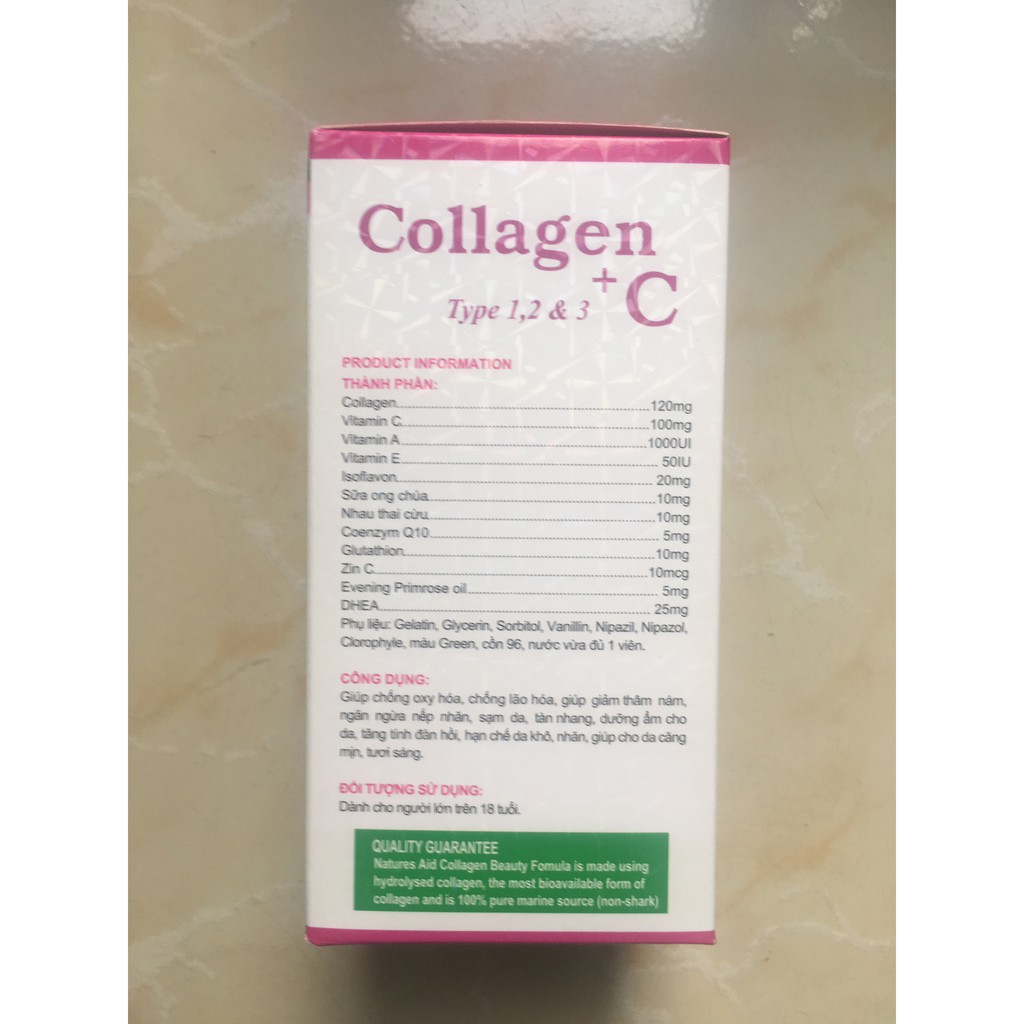 Collagen
+ C
Type 1,2 & 3
PRODUCT INFORMATION
THÀNH PHẦN:
Collagen 120mg
Vitamin C 100mg
Vitamin A 1000UI
Vitamin E 50IU
Isoflavon 20mg
Sữa ong chúa 10mg
Nhau thai cừu 10mg
Coenzym Q10 5mg
Glutathion 10mg
Zin C 10mcg
Evening Primrose oil 5mg
DHEA 25mg
Phụ liệu: Gelatin, Glycerin, Sorbitol, Vanillin, Nipazil, Nipazol,
Clorophyle, màu Green, cồn 96, nước vừa đủ 1 viên.
CÔNG DỤNG:
Giúp chống oxy hóa, chống lão hóa, giúp giảm thâm nám,
ngăn ngừa nếp nhăn, sạm da, tàn nhang, dưỡng ẩm cho
da, tăng tính đàn hồi, hạn chế da khô, nhăn, giúp cho da căng
mịn, tươi sáng.
ĐỐI TƯỢNG SỬ DỤNG:
Dành cho người lớn trên 18 tuổi.
QUALITY GUARANTEE
Natures Aid Collagen Beauty Fomula is made using
hydrolysed collagen, the most bioavailable form of
collagen and is 100% pure marine source (non-shark)